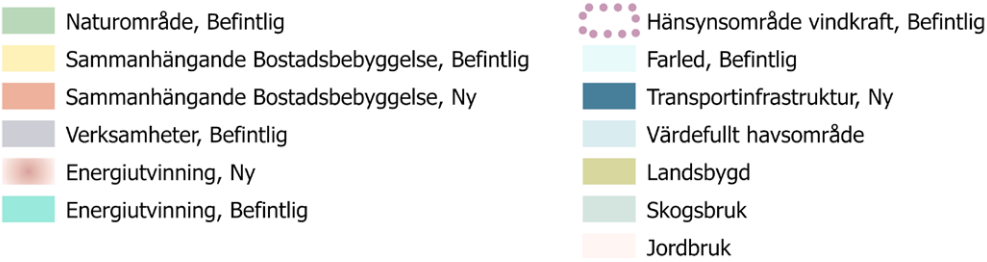 Naturområde, Befintlig
Sammanhängande Bostadsbebyggelse, Befintlig
Sammanhängande Bostadsbebyggelse, Ny
Verksamheter, Befintlig
Energiutvinning, Ny
Energiutvinning, Befintlig
Hänsynsområde vindkraft, Befintlig
Farled, Befintlig
Transportinfrastruktur, Ny
Värdefullt havsområde
Landsbygd
Skogsbruk
Jordbruk